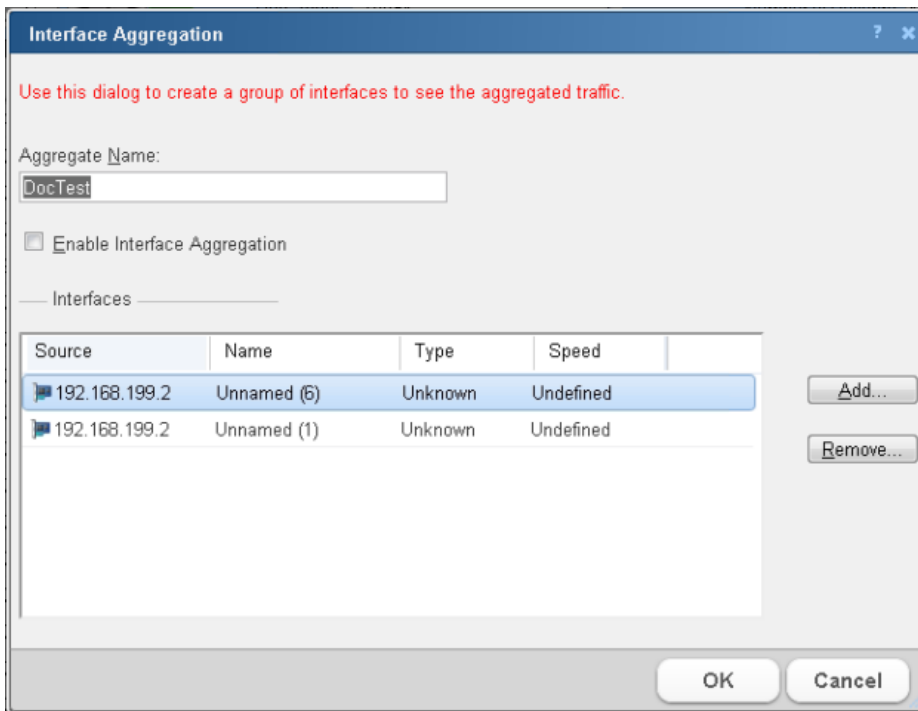 Interface Aggregation ?
Use this dialog to create a group of interfaces to see the aggregated traffic.
Aggregate Name:
DocTest
Enable Interface Aggregation
Interfaces
Source Name Type Speed
192.168.199.2 Unnamed (6) Unknown Undefined
192.168.199.2 Unnamed (1) Unknown Undefined
Add...
Remove...
OK Cancel